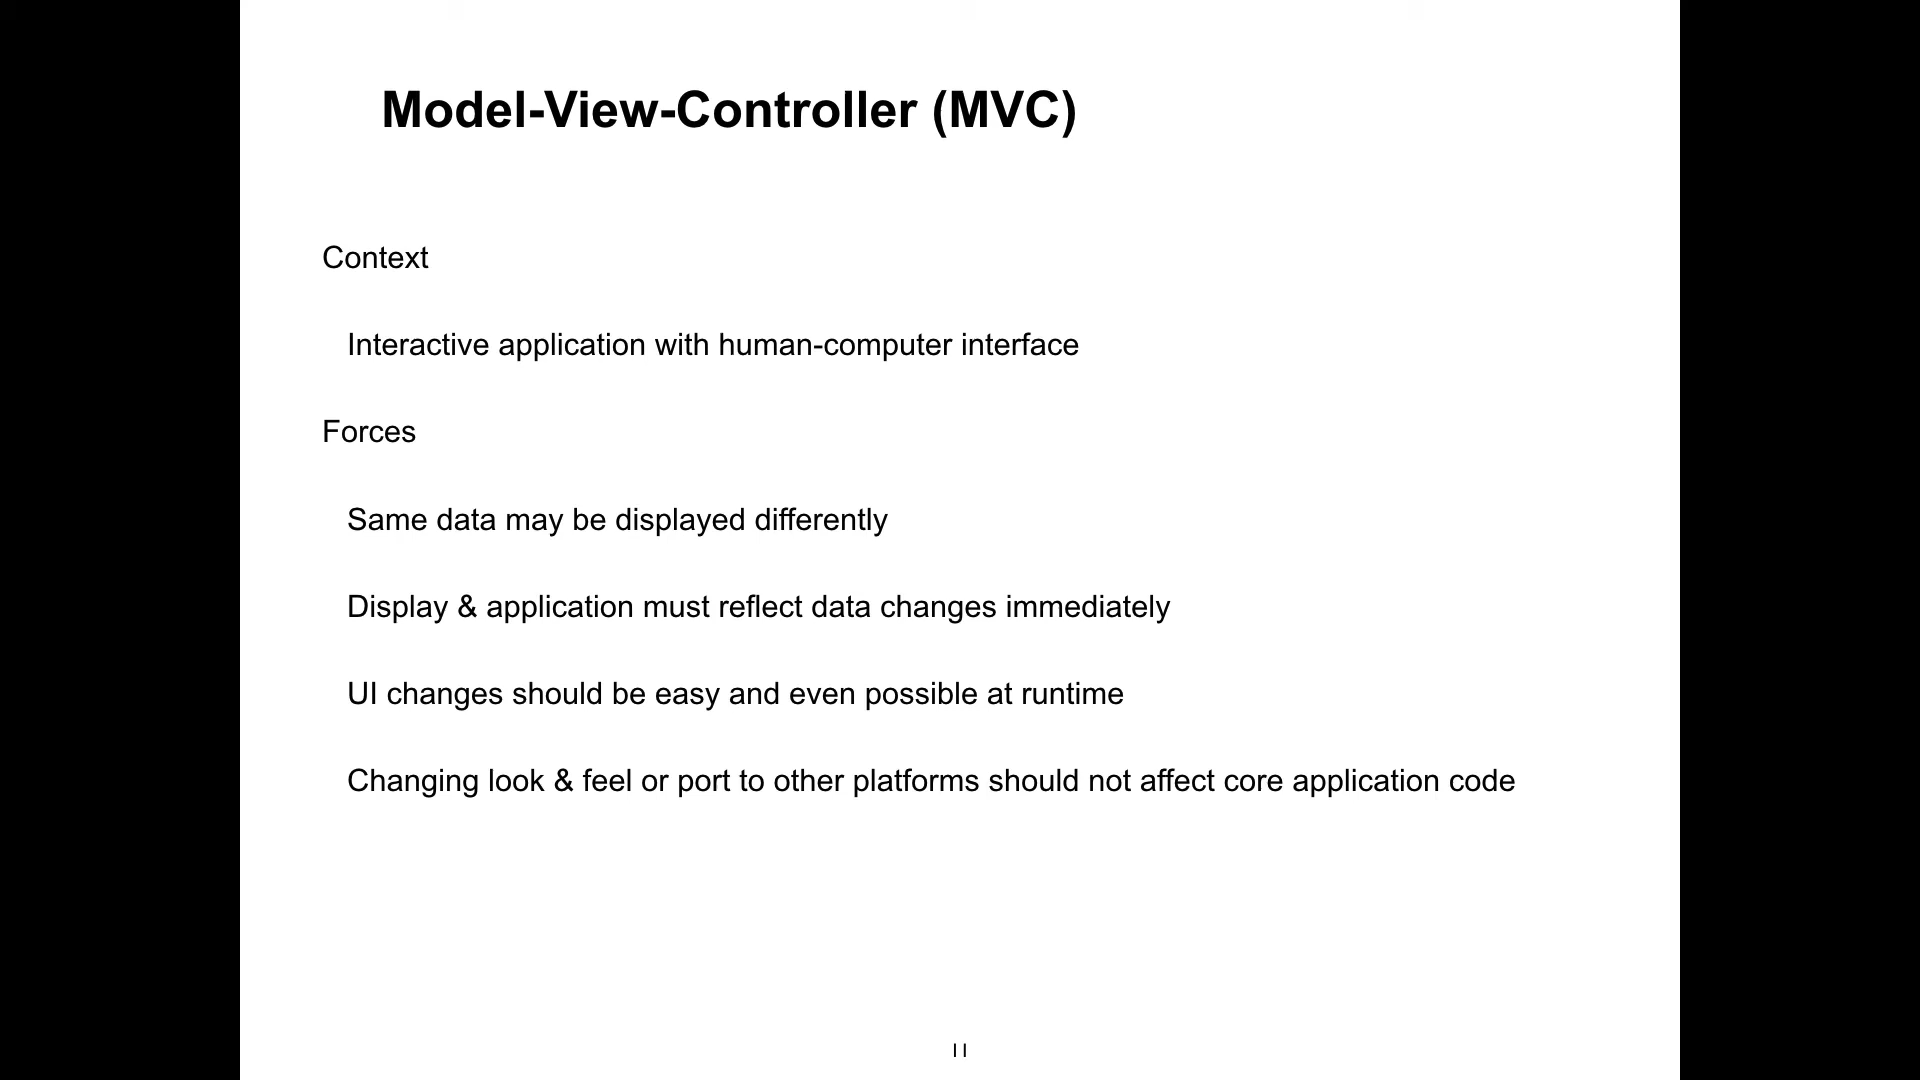 Model-View-Controller (MVC)
Context
Interactive application with human-computer interface
Forces
Same data may be displayed differently
Display & application must reflect data changes immediately
UI changes should be easy and even possible at runtime
Changing look & feel or port to other platforms should not affect core application code
11